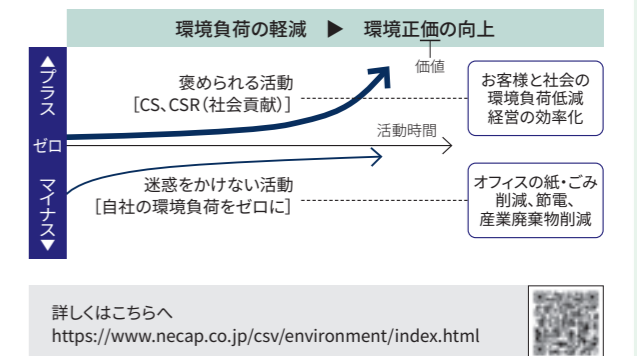 環境負荷の軽減 ▶ 環境正価の向上
価値
▲プラス
ゼロ
マイナス▼
褒められる活動
[CS、CSR(社会貢献)]
お客様と社会の
環境負荷低減
経営の効率化
活動時間
迷惑をかけない活動
[自社の環境負荷をゼロに]
オフィスの紙・ごみ
削減、節電、
産業廃棄物削減
詳しくはこちらへ
https://www.necap.co.jp/csv/environment/index.html